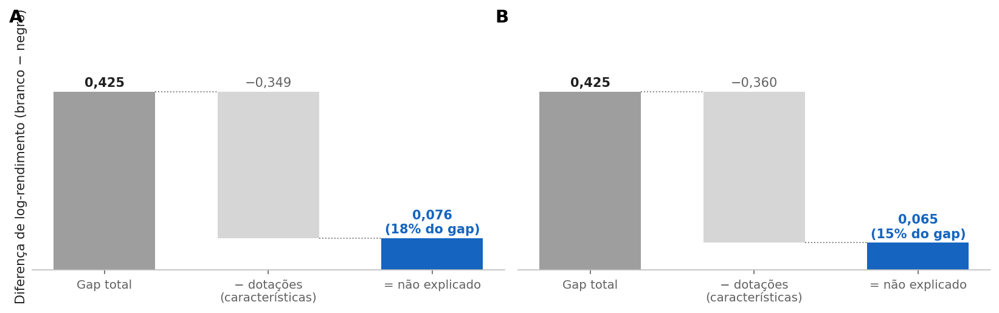 A
Diferença de log-rendimento (branco − negro)
0,425
−0,349
0,076
(18% do gap)
Gap total
− dotações
(características)
= não explicado
B
0,425
−0,360
0,065
(15% do gap)
Gap total
− dotações
(características)
= não explicado